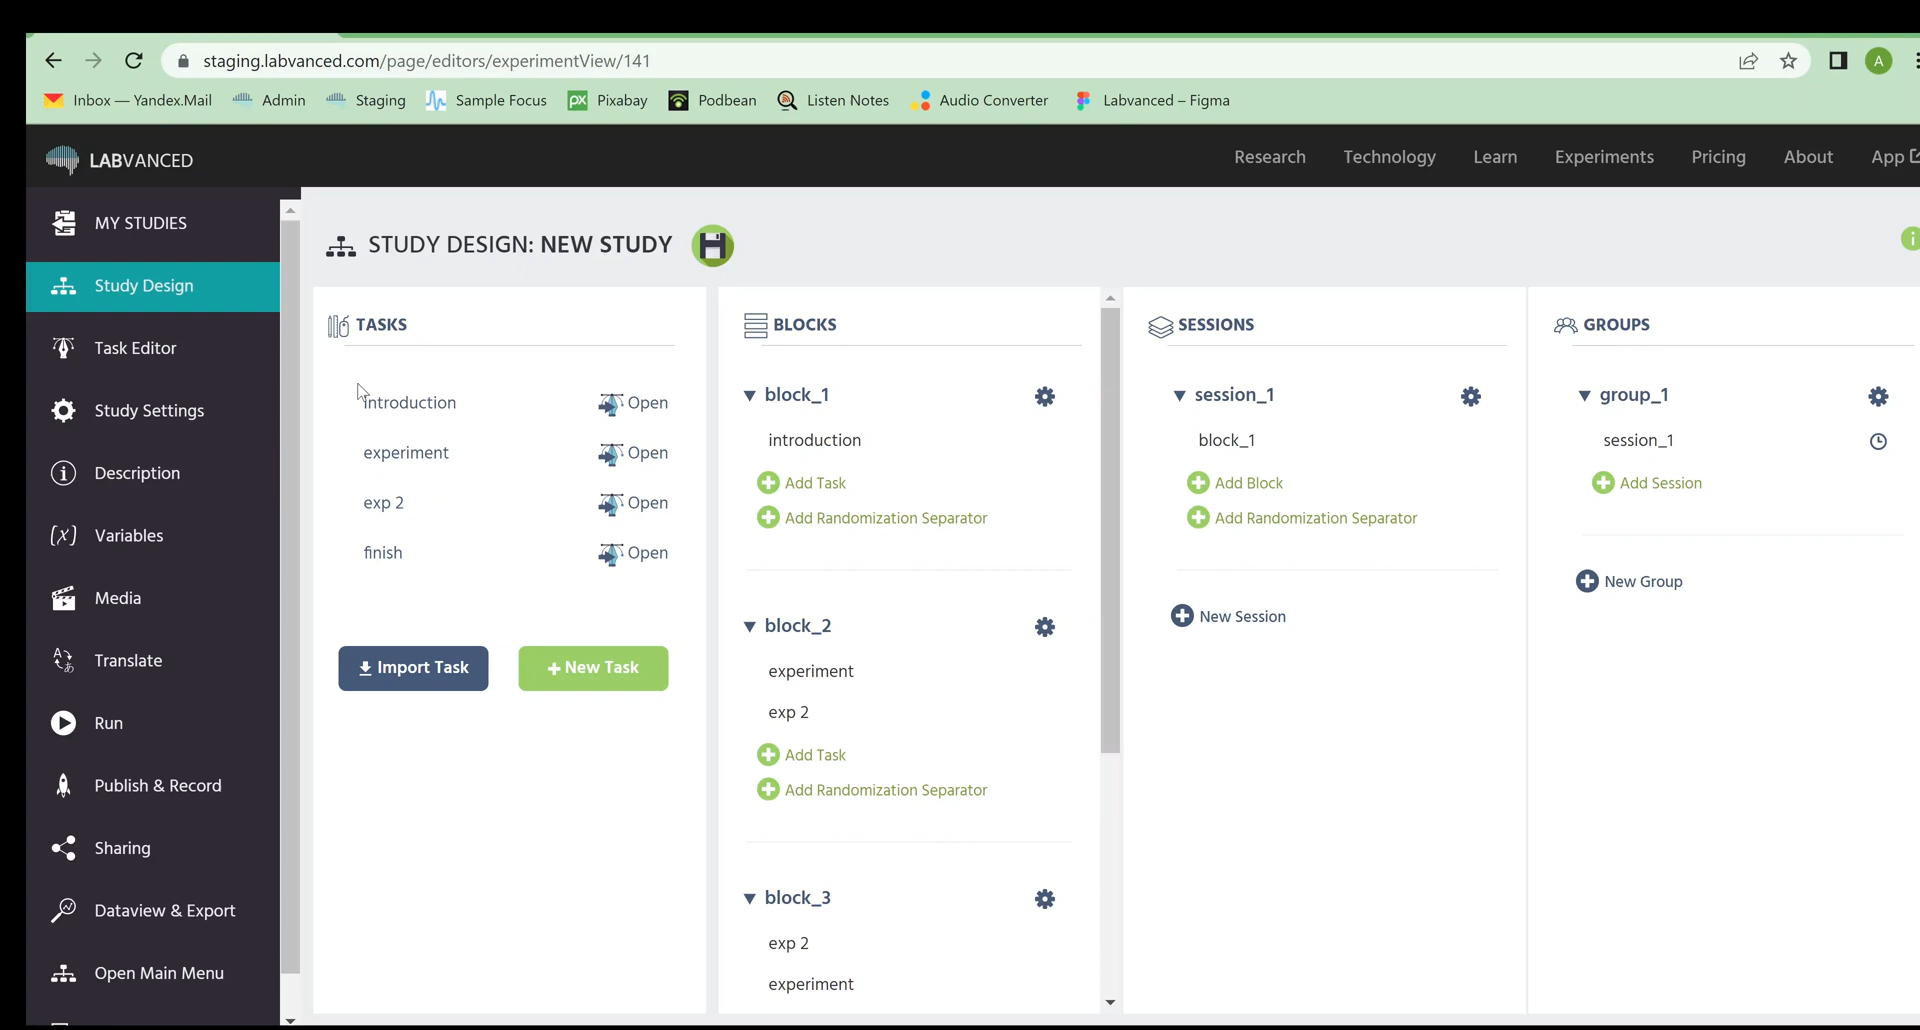 staging.labvanced.com/page/editors/experimentView/141
A
Inbox — Yandex.Mail Admin Staging Sample Focus Pixabay Podbean Listen Notes Audio Converter Labvanced – Figma
LABVANCED
Research Technology Learn Experiments Pricing About App
MY STUDIES
Study Design
Task Editor
Study Settings
Description
Variables
Media
Translate
Run
Publish & Record
Sharing
Dataview & Export
Open Main Menu
STUDY DESIGN: NEW STUDY
TASKS
introduction Open
experiment Open
exp 2 Open
finish Open
Import Task
New Task
BLOCKS
block_1
introduction
Add Task
Add Randomization Separator
block_2
experiment
exp 2
Add Task
Add Randomization Separator
block_3
exp 2
experiment
SESSIONS
session_1
block_1
Add Block
Add Randomization Separator
New Session
GROUPS
group_1
session_1
Add Session
New Group